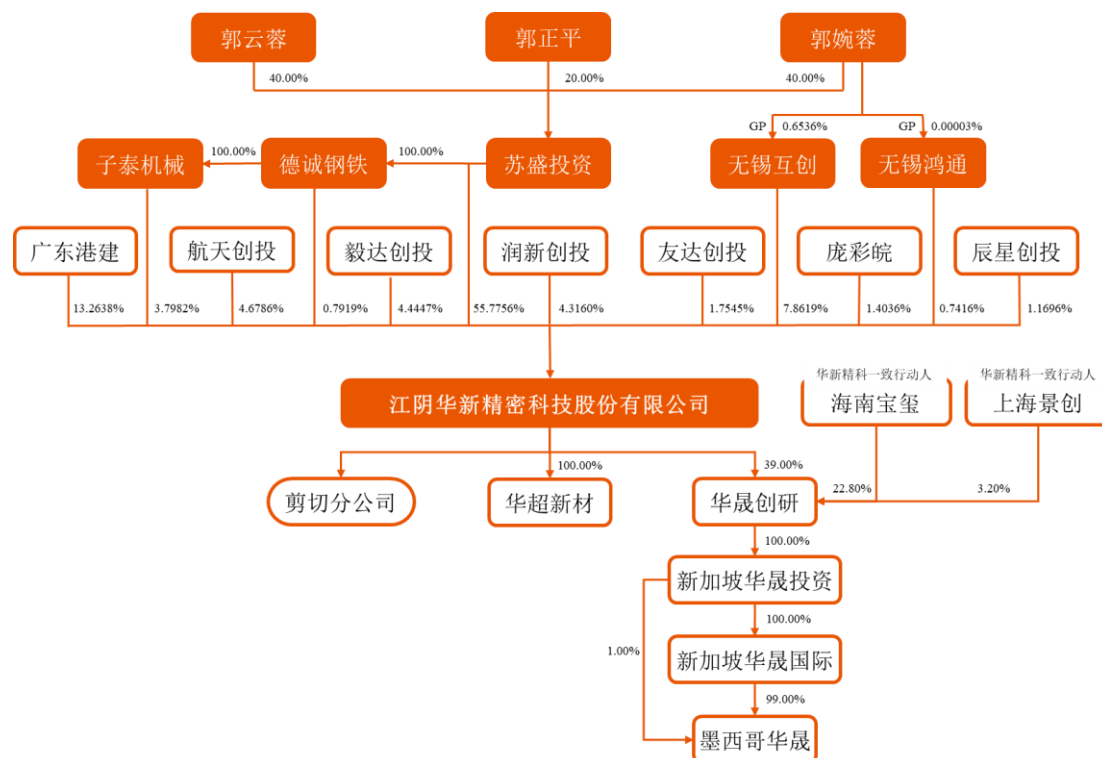 郭云蓉
郭正平
郭婉蓉
40.00%
20.00%
40.00%
GP
0.6536%
GP
0.00003%
子泰机械
100.00%
德诚钢铁
100.00%
苏盛投资
无锡互创
无锡鸿通
广东港建
航天创投
毅达创投
润新创投
友达创投
庞彩皖
辰星创投
13.2638%
3.7982%
4.6786%
0.7919%
4.4447%
55.7756%
4.3160%
1.7545%
7.8619%
1.4036%
0.7416%
1.1696%
江阴华新精密科技股份有限公司
华新精科一致行动人
海南宝玺
华新精科一致行动人
上海景创
100.00%
39.00%
22.80%
3.20%
剪切分公司
华超新材
华晟创研
100.00%
新加坡华晟投资
100.00%
1.00%
新加坡华晟国际
99.00%
墨西哥华晟